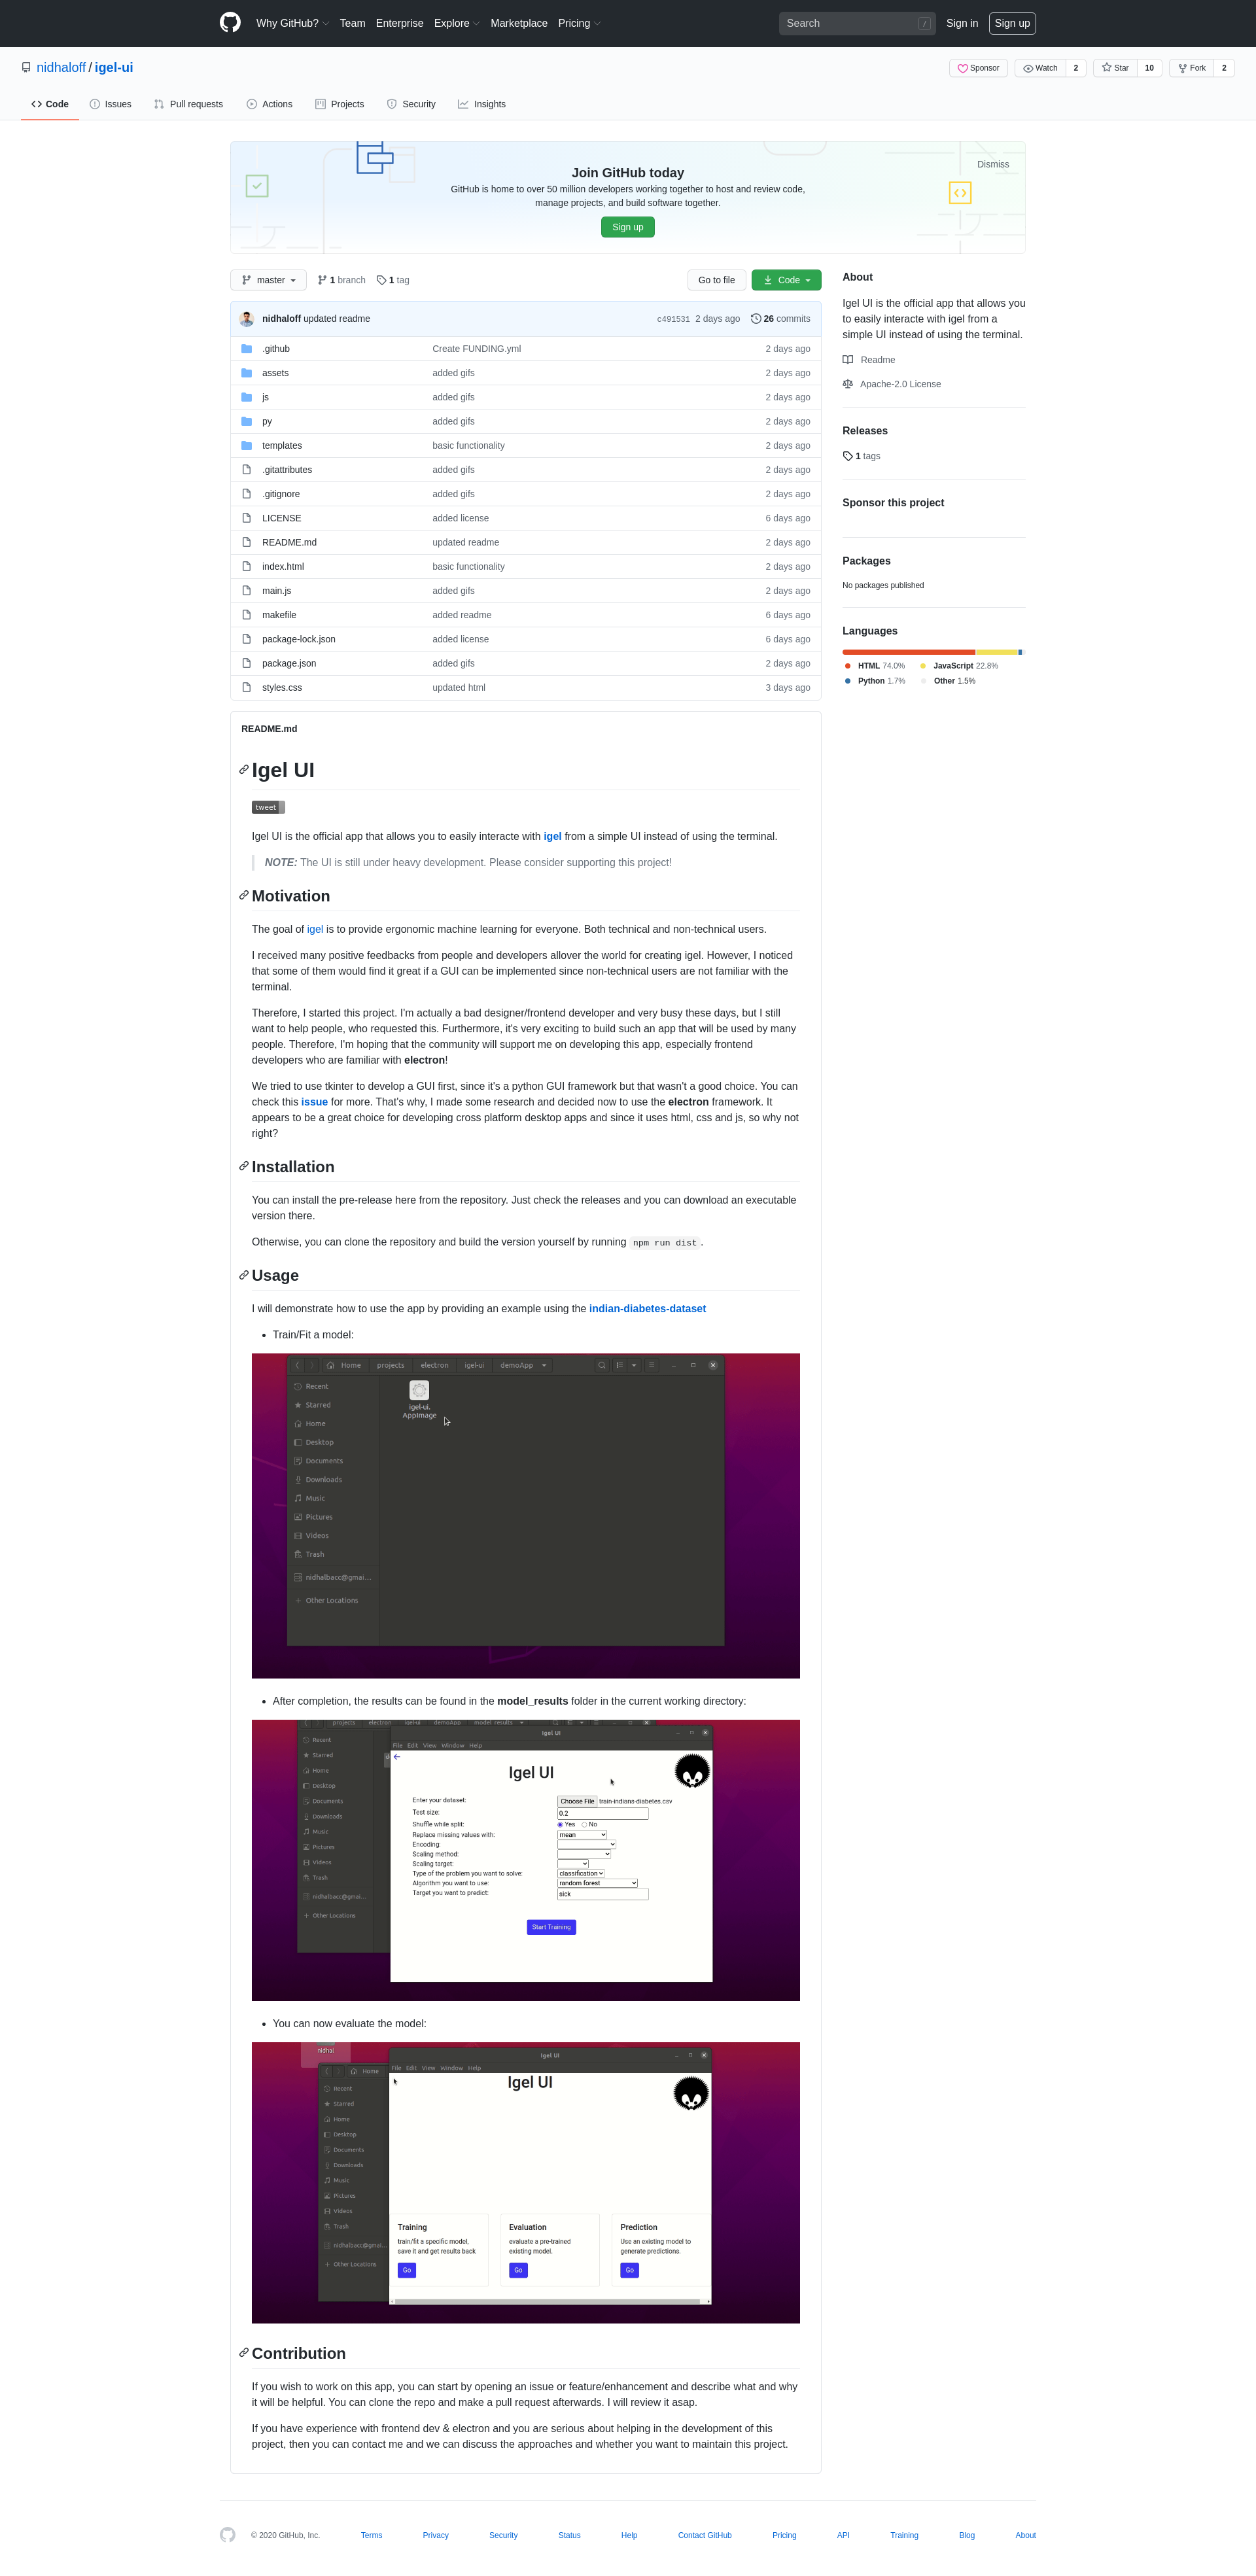 Why GitHub? Team Enterprise Explore Marketplace Pricing
Search /
Sign in Sign up
nidhaloff / igel-ui
Sponsor Watch 2 Star 10 Fork 2
Code Issues Pull requests Actions Projects Security Insights
Join GitHub today
Dismiss
GitHub is home to over 50 million developers working together to host and review code,
manage projects, and build software together.
Sign up
master 1 branch 1 tag Go to file Code
nidhaloff updated readme c491531 2 days ago 26 commits
.github Create FUNDING.yml 2 days ago
assets added gifs 2 days ago
js added gifs 2 days ago
py added gifs 2 days ago
templates basic functionality 2 days ago
.gitattributes added gifs 2 days ago
.gitignore added gifs 2 days ago
LICENSE added license 6 days ago
README.md updated readme 2 days ago
index.html basic functionality 2 days ago
main.js added gifs 2 days ago
makefile added readme 6 days ago
package-lock.json added license 6 days ago
package.json added gifs 2 days ago
styles.css updated html 3 days ago
About
Igel UI is the official app that allows you
to easily interacte with igel from a
simple UI instead of using the terminal.
Readme
Apache-2.0 License
Releases
1 tags
Sponsor this project
Packages
No packages published
Languages
HTML 74.0% JavaScript 22.8%
Python 1.7% Other 1.5%
README.md
Igel UI
tweet
Igel UI is the official app that allows you to easily interacte with igel from a simple UI instead of using the terminal.
NOTE: The UI is still under heavy development. Please consider supporting this project!
Motivation
The goal of igel is to provide ergonomic machine learning for everyone. Both technical and non-technical users.
I received many positive feedbacks from people and developers allover the world for creating igel. However, I noticed
that some of them would find it great if a GUI can be implemented since non-technical users are not familiar with the
terminal.
Therefore, I started this project. I'm actually a bad designer/frontend developer and very busy these days, but I still
want to help people, who requested this. Furthermore, it's very exciting to build such an app that will be used by many
people. Therefore, I'm hoping that the community will support me on developing this app, especially frontend
developers who are familiar with electron!
We tried to use tkinter to develop a GUI first, since it's a python GUI framework but that wasn't a good choice. You can
check this issue for more. That's why, I made some research and decided now to use the electron framework. It
appears to be a great choice for developing cross platform desktop apps and since it uses html, css and js, so why not
right?
Installation
You can install the pre-release here from the repository. Just check the releases and you can download an executable
version there.
Otherwise, you can clone the repository and build the version yourself by running npm run dist.
Usage
I will demonstrate how to use the app by providing an example using the indian-diabetes-dataset
• Train/Fit a model:
Home projects electron igel-ui demoApp
Recent
Starred
Home
Desktop
Documents
Downloads
Music
Pictures
Videos
Trash
nidhalbacc@gmai...
Other Locations
igel-ui.
AppImage
• After completion, the results can be found in the model_results folder in the current working directory:
projects electron igel-ui demoApp model_results
Recent
Starred
Home
Desktop
Documents
Downloads
Music
Pictures
Videos
Trash
nidhalbacc@gmai...
Other Locations
Igel UI
File Edit View Window Help
Igel UI
Enter your dataset: Choose File train-indians-diabetes.csv
Test size: 0.2
Shuffle while split: Yes No
Replace missing values with: mean
Encoding:
Scaling method:
Scaling target:
Type of the problem you want to solve: classification
Algorithm you want to use: random forest
Target you want to predict: sick
Start Training
• You can now evaluate the model:
nidhal
Home
Recent
Starred
Home
Desktop
Documents
Downloads
Music
Pictures
Videos
Trash
nidhalbacc@gmai...
Other Locations
Igel UI
File Edit View Window Help
Igel UI
Training Evaluation Prediction
train/fit a specific model, evaluate a pre-trained Use an existing model to
save it and get results back existing model. generate predictions.
Go Go Go
Contribution
If you wish to work on this app, you can start by opening an issue or feature/enhancement and describe what and why
it will be helpful. You can clone the repo and make a pull request afterwards. I will review it asap.
If you have experience with frontend dev & electron and you are serious about helping in the development of this
project, then you can contact me and we can discuss the approaches and whether you want to maintain this project.
© 2020 GitHub, Inc. Terms Privacy Security Status Help Contact GitHub Pricing API Training Blog About